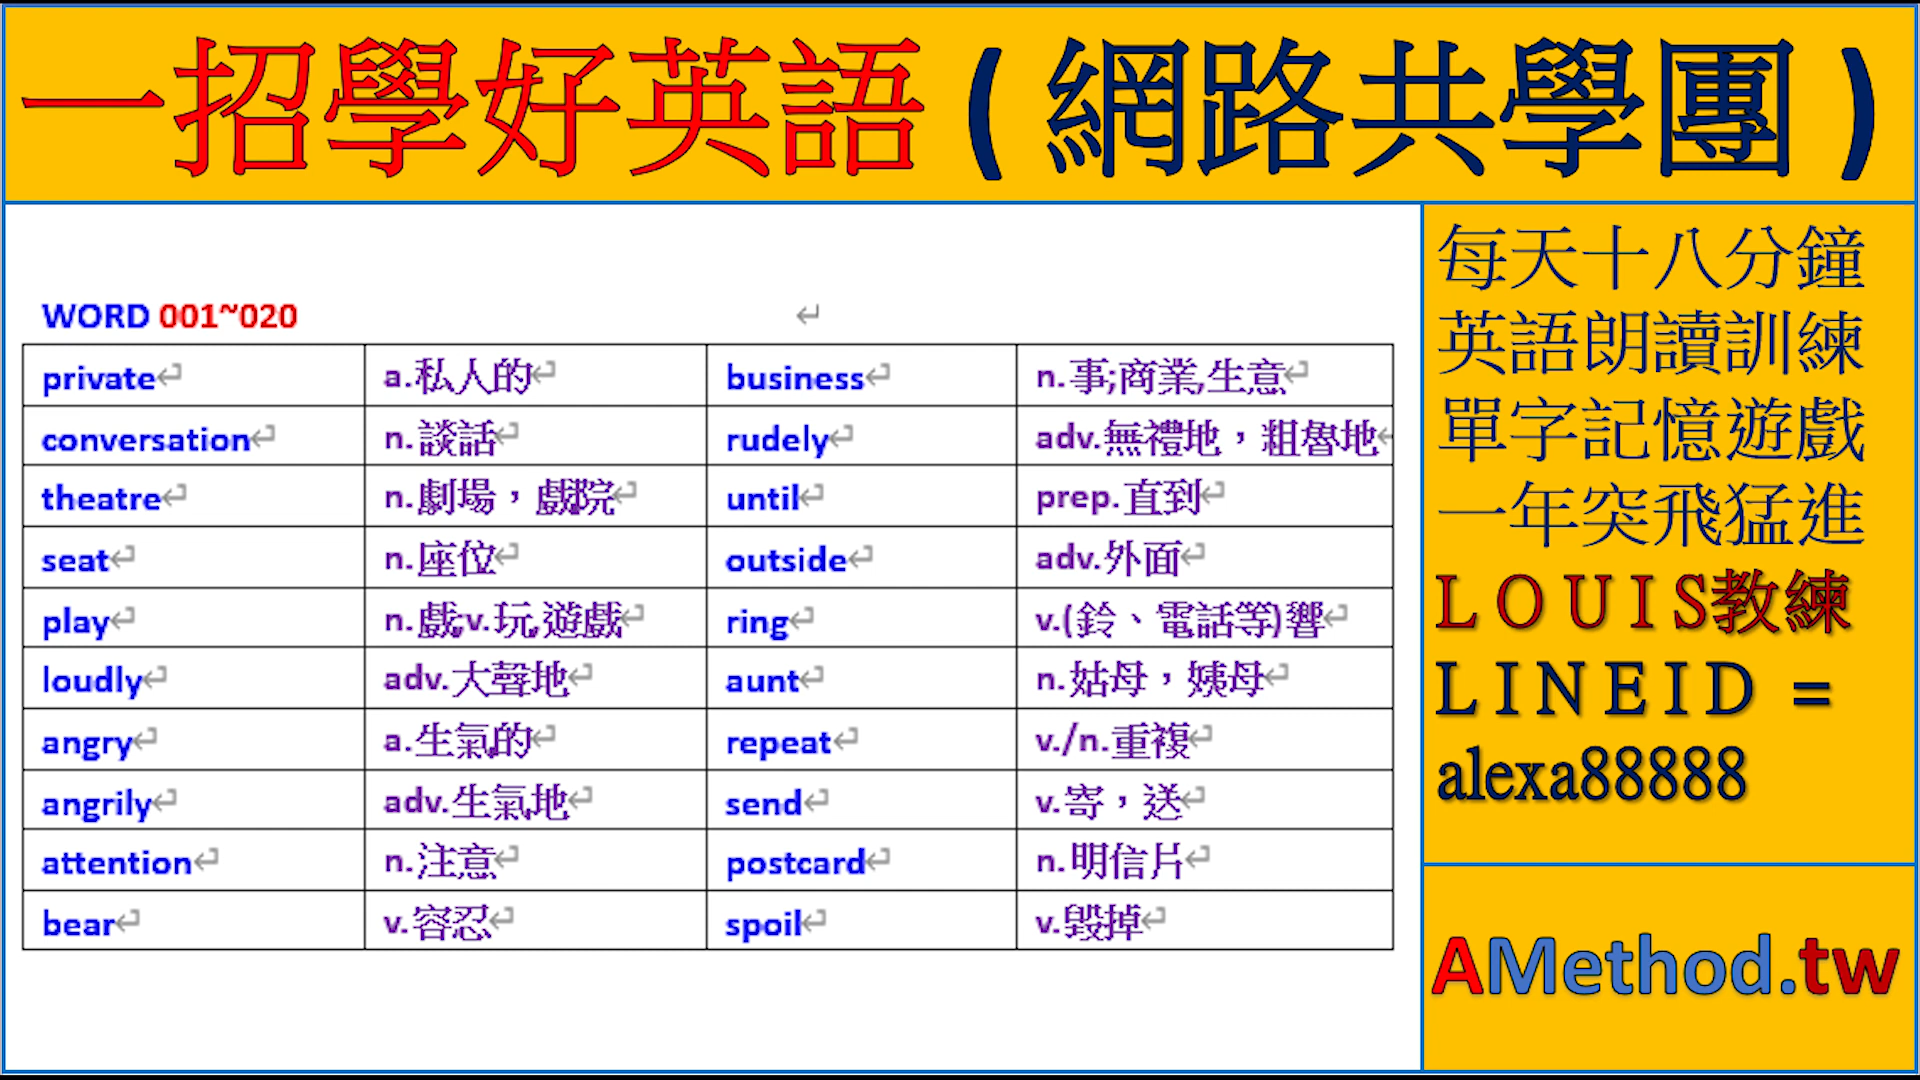 一招學好英語(網路共學團)
WORD 001~020
private a.私人的 business n.事;商業,生意
conversation n.談話 rudely adv.無禮地，粗魯地
theatre n.劇場，戲院 until prep.直到
seat n.座位 outside adv.外面
play n.戲;v.玩,遊戲 ring v.(鈴、電話等)響
loudly adv.大聲地 aunt n.姑母，姨母
angry a.生氣的 repeat v./n.重複
angrily adv.生氣地 send v.寄，送
attention n.注意 postcard n.明信片
bear v.容忍 spoil v.毀掉
每天十八分鐘
英語朗讀訓練
單字記憶遊戲
一年突飛猛進
LOUIS教練
LINEID =
alexa88888
AMethod.tw